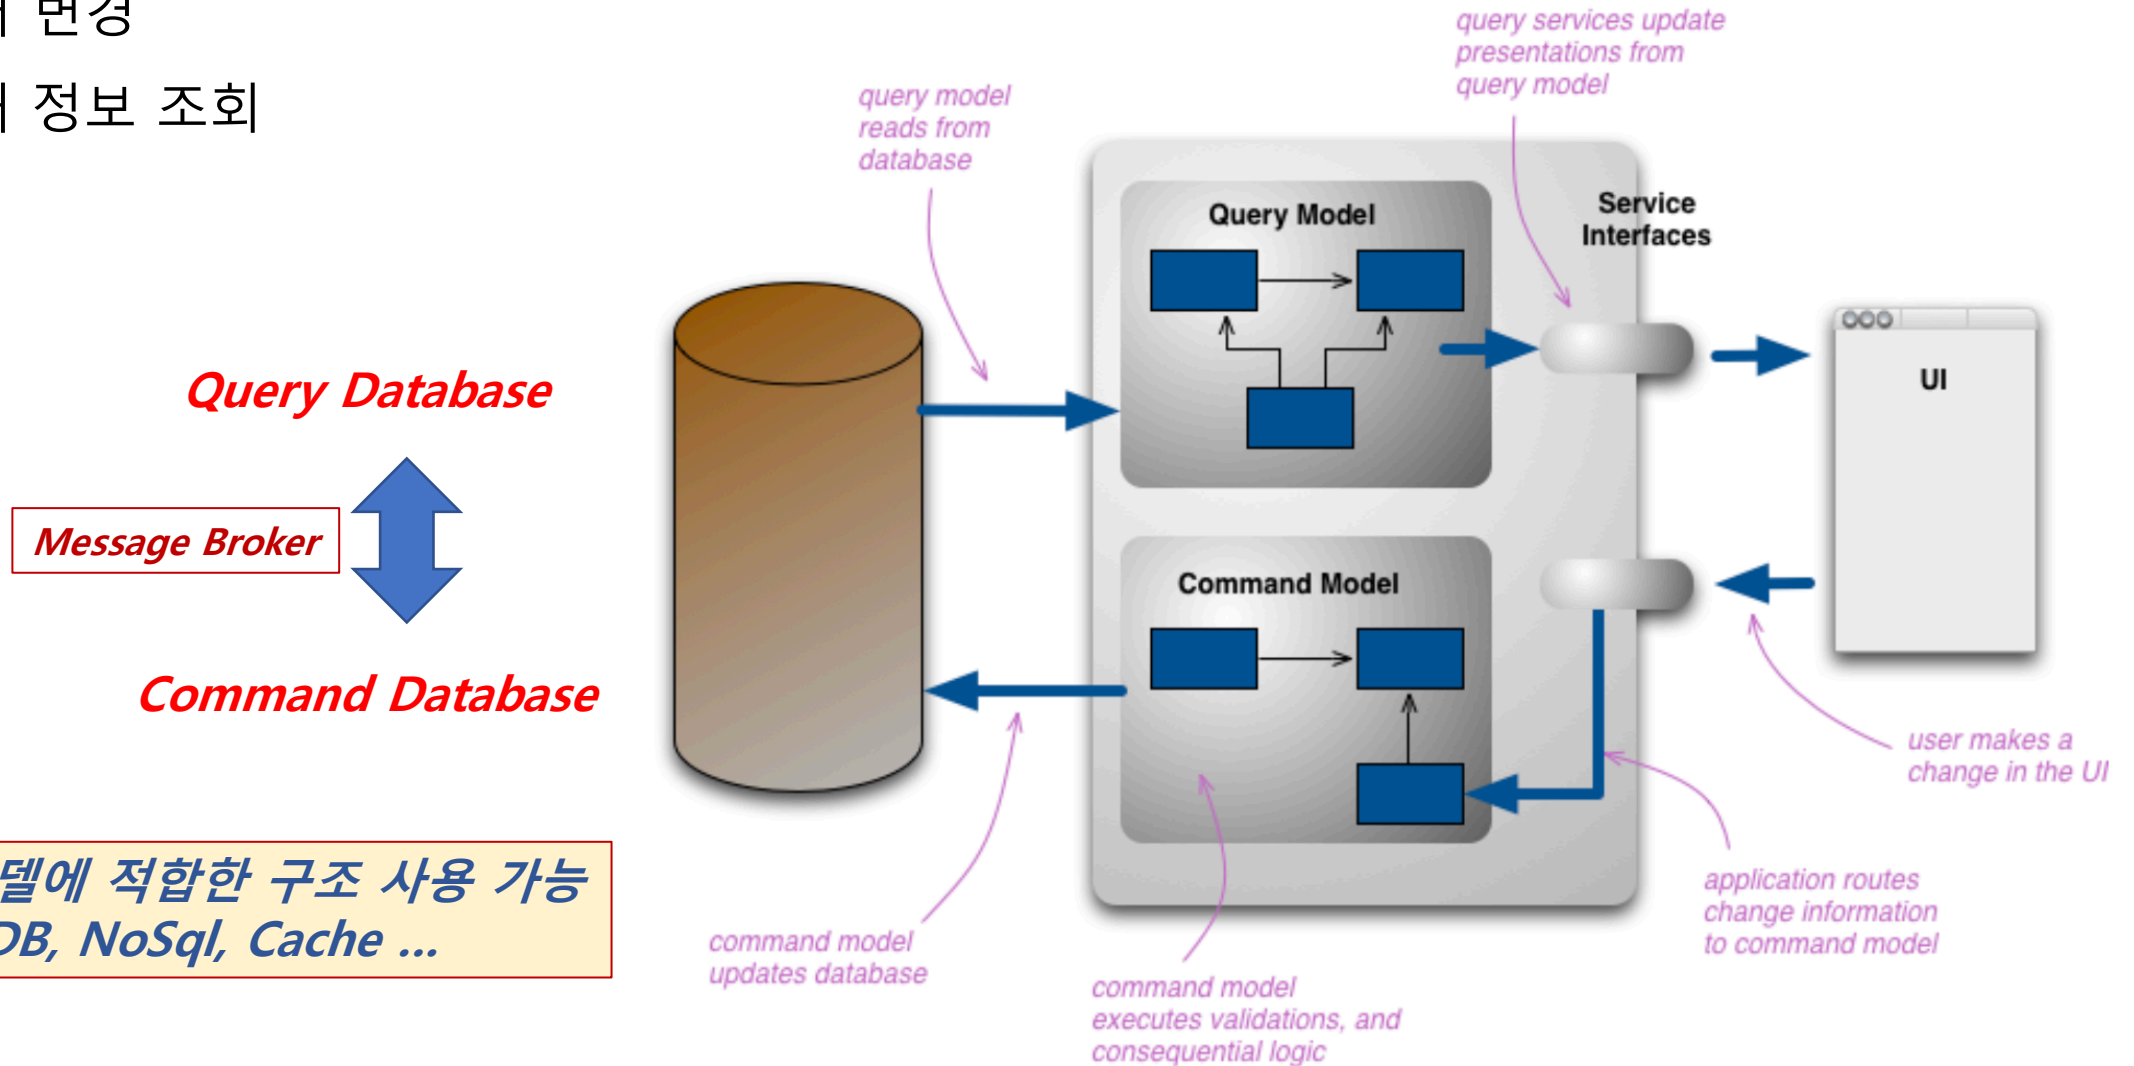 변경
정보 조회
query services update
presentations from
query model
query model
reads from
database
Query Model
Service
Interfaces
UI
Query Database
Message Broker
Command Database
Command Model
user makes a
change in the UI
델에 적합한 구조 사용 가능
DB, NoSql, Cache ...
application routes
change information
to command model
command model
updates database
command model
executes validations, and
consequential logic